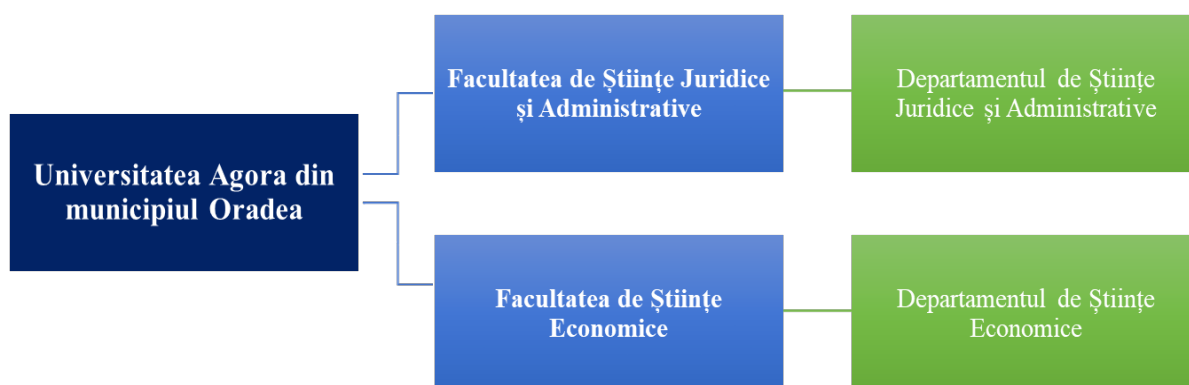 Facultatea de Științe Juridice
și Administrative
Departamentul de Științe
Juridice și Administrative
Universitatea Agora din
municipiul Oradea
Facultatea de Științe
Economice
Departamentul de Științe
Economice